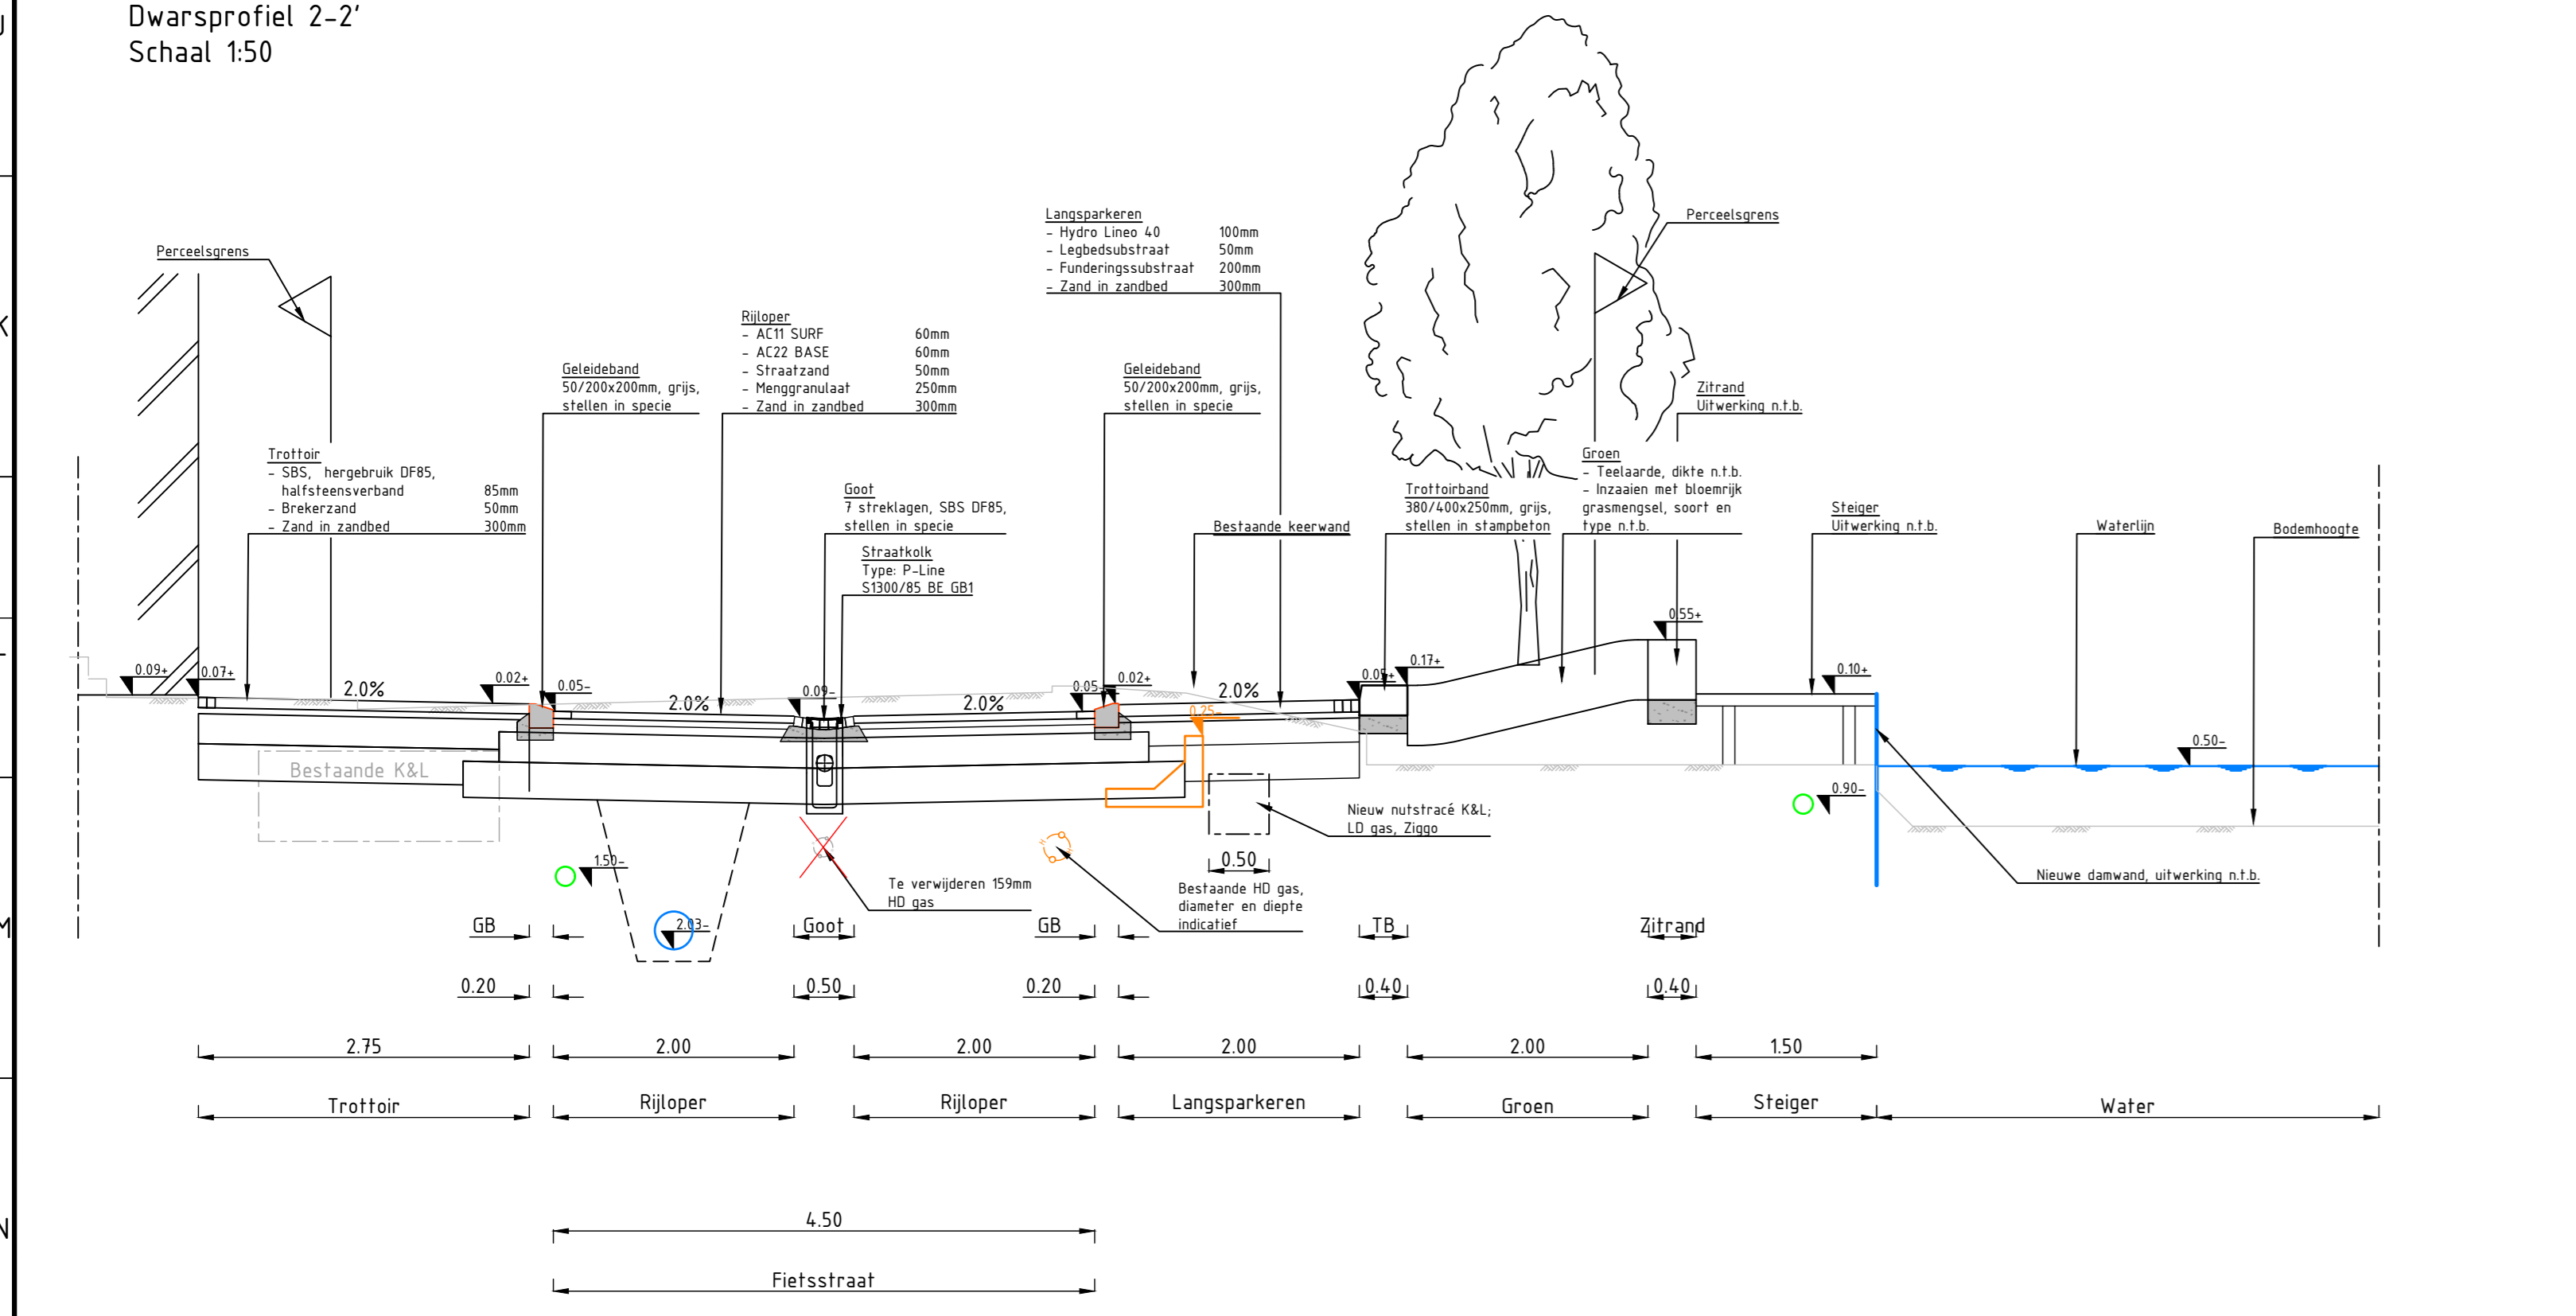 Dwarsprofiel 2-2'
Schaal 1:50
J
K
M
N
Perceelsgrens
Langsparkeren
- Hydro Lineo 40 100mm
- Legbedsubstraat 50mm
- Funderingssubstraat 200mm
- Zand in zandbed 300mm
Perceelsgrens
Rijloper
- AC11 SURF 60mm
- AC22 BASE 60mm
- Straatzand 50mm
- Menggranulaat 250mm
- Zand in zandbed 300mm
Geleideband
50/200x200mm, grijs,
stellen in specie
Geleideband
50/200x200mm, grijs,
stellen in specie
Zitrand
Uitwerking n.t.b.
Trottoir
- SBS, hergebruik DF85,
halfsteensverband 85mm
- Brekerzand 50mm
- Zand in zandbed 300mm
Goot
7 streklagen, SBS DF85,
stellen in specie
Straatkolk
Type: P-Line
S1300/85 BE GB1
Bestaande keerwand
Trottoirband
380/400x250mm, grijs,
stellen in stampbeton
Groen
- Teelaarde, dikte n.t.b.
- Inzaaien met bloemrijk
grasmengsel, soort en
type n.t.b.
Steiger
Uitwerking n.t.b.
Waterlijn
Bodemhoogte
0.09+ 0.07+ 2.0% 0.02+ 0.05- 2.0% 0.09- 2.0% 0.05- 0.02+ 2.0% 0.05+ 0.17+ 0.55+ 0.10+
0.25-
0.50-
0.90-
Bestaande K&L
Nieuw nutstracé K&L;
LD gas, Ziggo
0.50
1.50-
2.03-
Te verwijderen 159mm
HD gas
Bestaande HD gas,
diameter en diepte
indicatief
Nieuwe damwand, uitwerking n.t.b.
GB Goot GB TB Zitrand
0.20 0.50 0.20 0.40 0.40
2.75 2.00 2.00 2.00 2.00 1.50
Trottoir Rijloper Rijloper Langsparkeren Groen Steiger Water
4.50
Fietsstraat